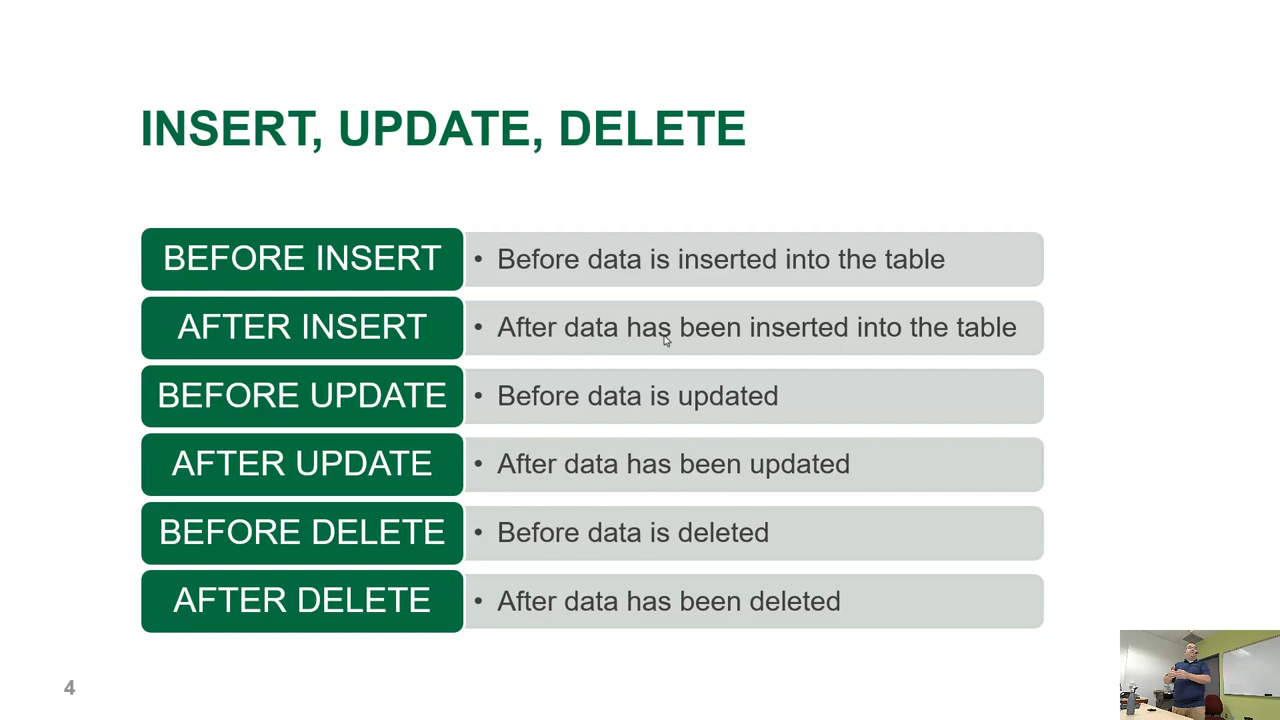 INSERT, UPDATE, DELETE
BEFORE INSERT
• Before data is inserted into the table
AFTER INSERT
• After data has been inserted into the table
BEFORE UPDATE
• Before data is updated
AFTER UPDATE
• After data has been updated
BEFORE DELETE
• Before data is deleted
AFTER DELETE
• After data has been deleted
4